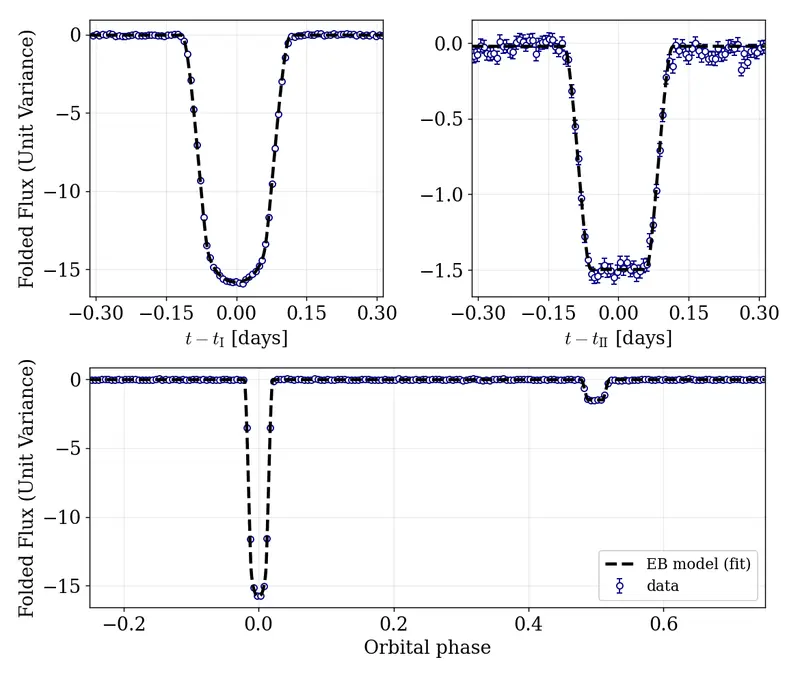 Folded Flux (Unit Variance)
0
−5
−10
−15
−0.30 −0.15 0.00 0.15 0.30
t − t_I [days]
0.0
−0.5
−1.0
−1.5
−0.30 −0.15 0.00 0.15 0.30
t − t_II [days]
Folded Flux (Unit Variance)
0
−5
−10
−15
−0.2 0.0 0.2 0.4 0.6
Orbital phase
EB model (fit)
data